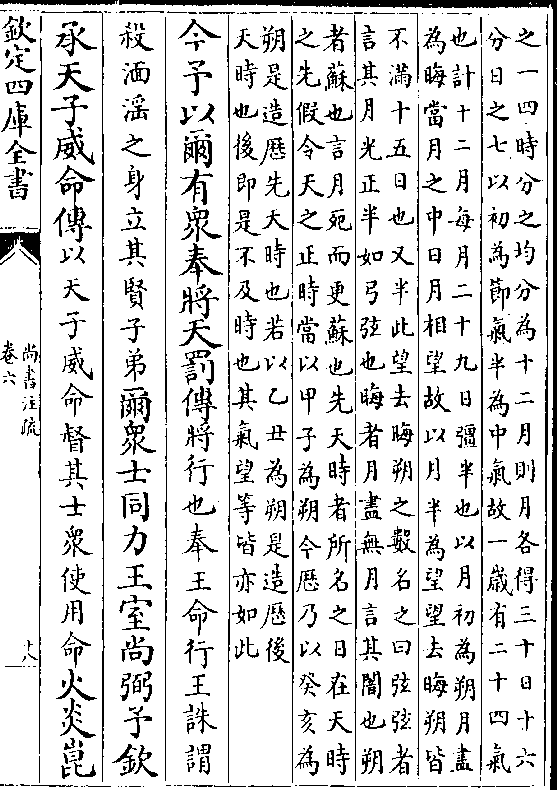 之一四時分之均分為十二月則月各得三十日十六
分日之七以初為節氣半為中氣故一歲有二十四氣
也計十二月每月二十九日彊半也以月初為朔月盡
為晦當月之中日月相望故以月半為望望去晦朔皆
不滿十五日也又半此望去晦朔之數名之曰弦弦者
言其月光正半如弓弦也晦者月盡無月言其闇也朔
者蘇也言月死而更蘇也先天時者所名之日在天時
之先假令天之正時當以甲子為朔今歷乃以癸亥為
朔是造歷先天時也若以乙丑為朔是造歷後
天時也後即是不及時也其氣望等皆亦如此
今予以爾有眾奉將天罰傳將行也奉王命行王誅謂
殺湎淫之身立其賢子弟爾眾士同力王室尚弼予欽
承天子威命傳以天子威命督其士眾使用命火炎崑
欽定四庫全書
尚書注疏
卷六
十八